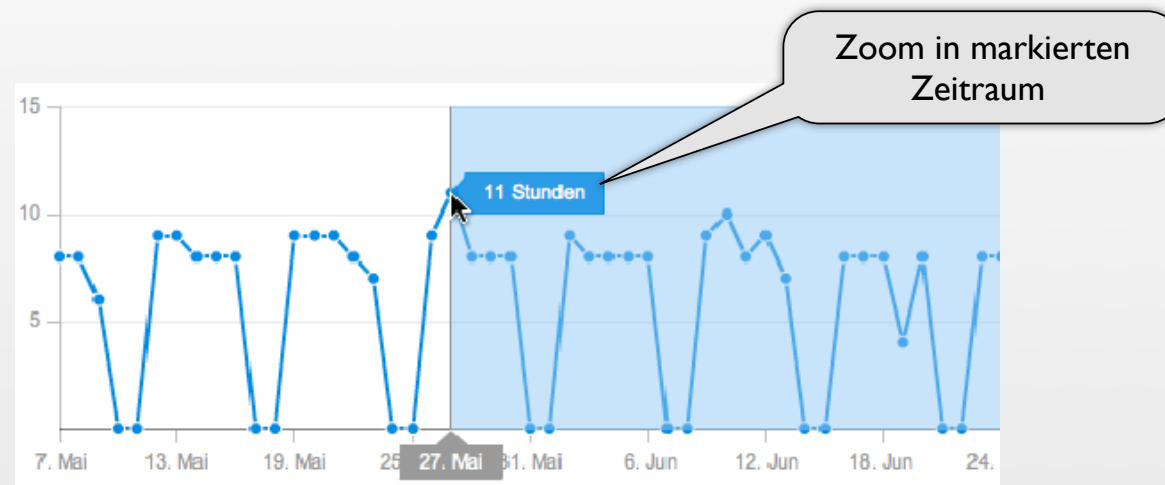 Zoom in markierten
Zeitraum
15
11 Stunden
10
5
7. Mai 13. Mai 19. Mai 25 27. Mai 31. Mai 6. Jun 12. Jun 18. Jun 24.